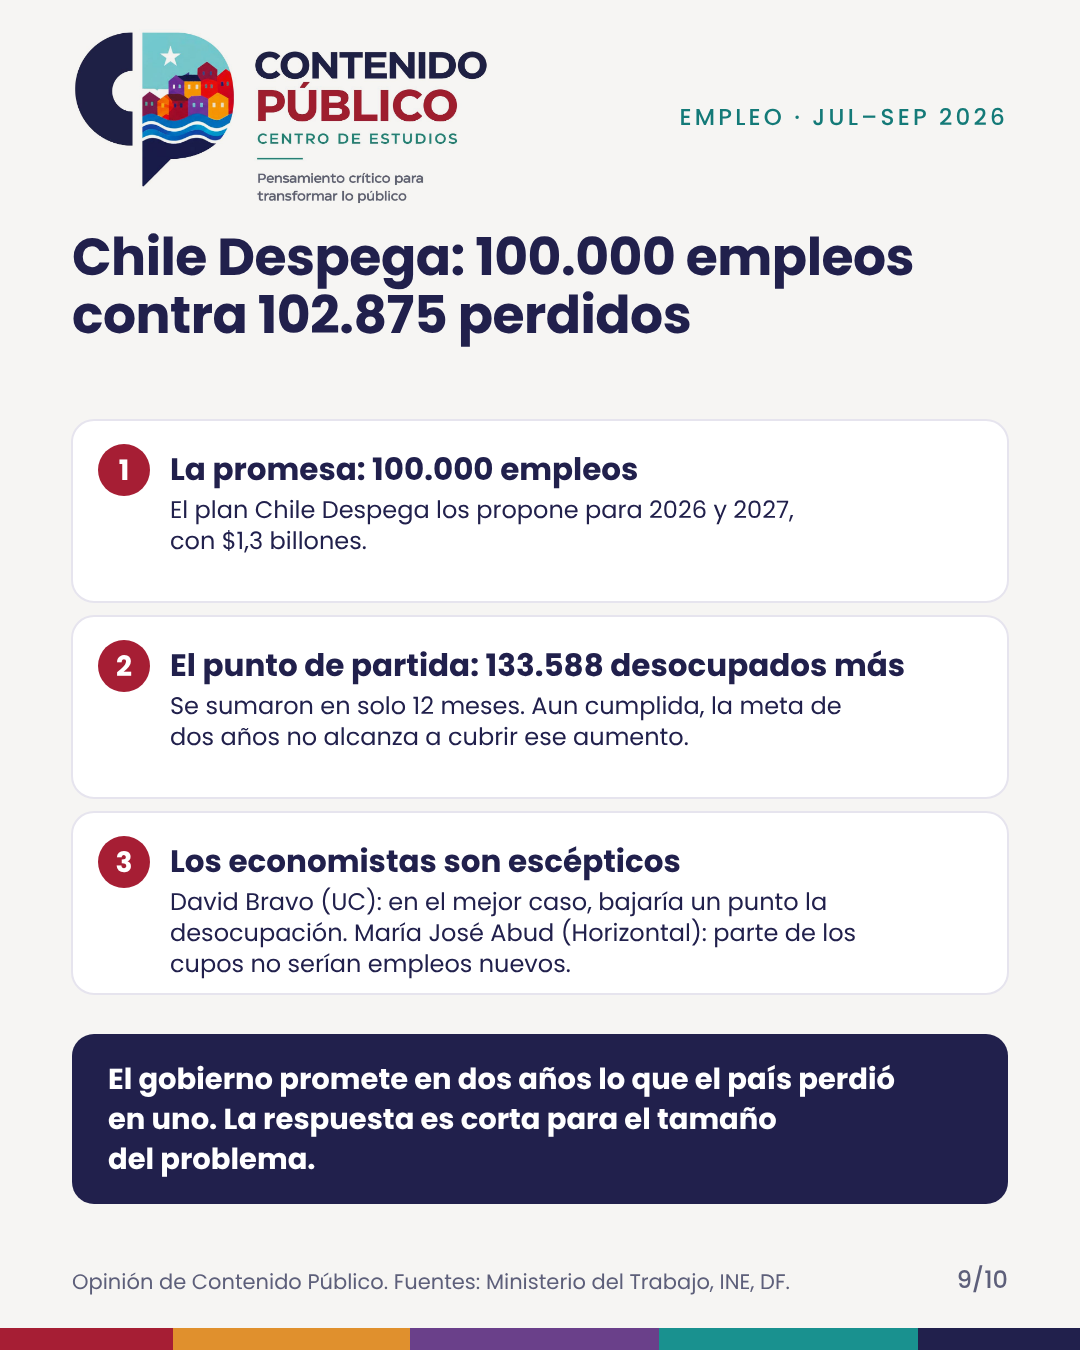 CONTENIDO
PÚBLICO
CENTRO DE ESTUDIOS
Pensamiento crítico para
transformar lo público
EMPLEO · JUL–SEP 2026
Chile Despega: 100.000 empleos
contra 102.875 perdidos
1
La promesa: 100.000 empleos
El plan Chile Despega los propone para 2026 y 2027,
con $1,3 billones.
2
El punto de partida: 133.588 desocupados más
Se sumaron en solo 12 meses. Aun cumplida, la meta de
dos años no alcanza a cubrir ese aumento.
3
Los economistas son escépticos
David Bravo (UC): en el mejor caso, bajaría un punto la
desocupación. María José Abud (Horizontal): parte de los
cupos no serían empleos nuevos.
El gobierno promete en dos años lo que el país perdió
en uno. La respuesta es corta para el tamaño
del problema.
Opinión de Contenido Público. Fuentes: Ministerio del Trabajo, INE, DF.
9/10